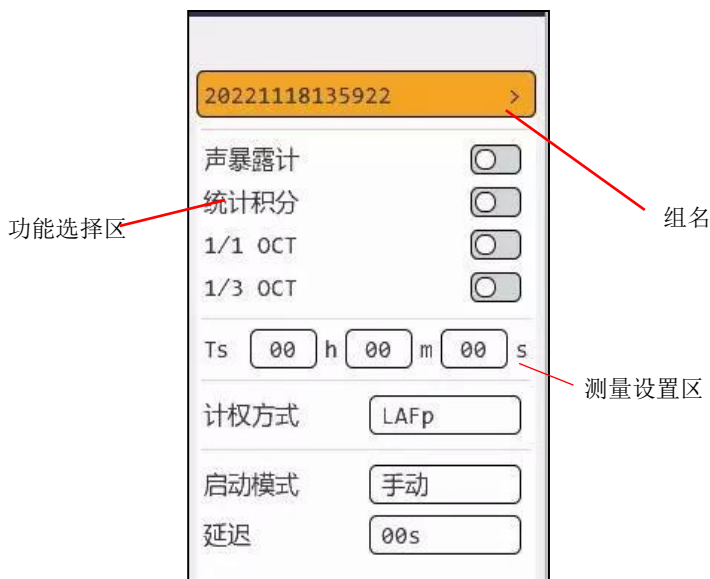 20221118135922 >
声暴露计
统计积分
功能选择区
组名
1/1 OCT
1/3 OCT
Ts 00 h 00 m 00 s
测量设置区
计权方式 LAFp
启动模式 手动
延迟 00s